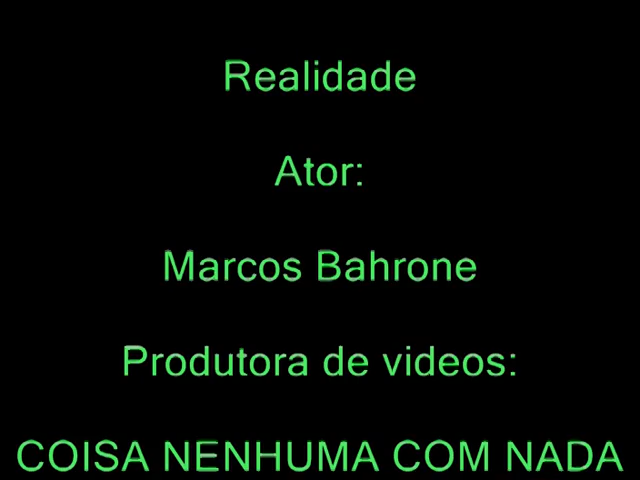 Realidade
Ator:
Marcos Bahrone
Produtora de videos:
COISA NENHUMA COM NADA